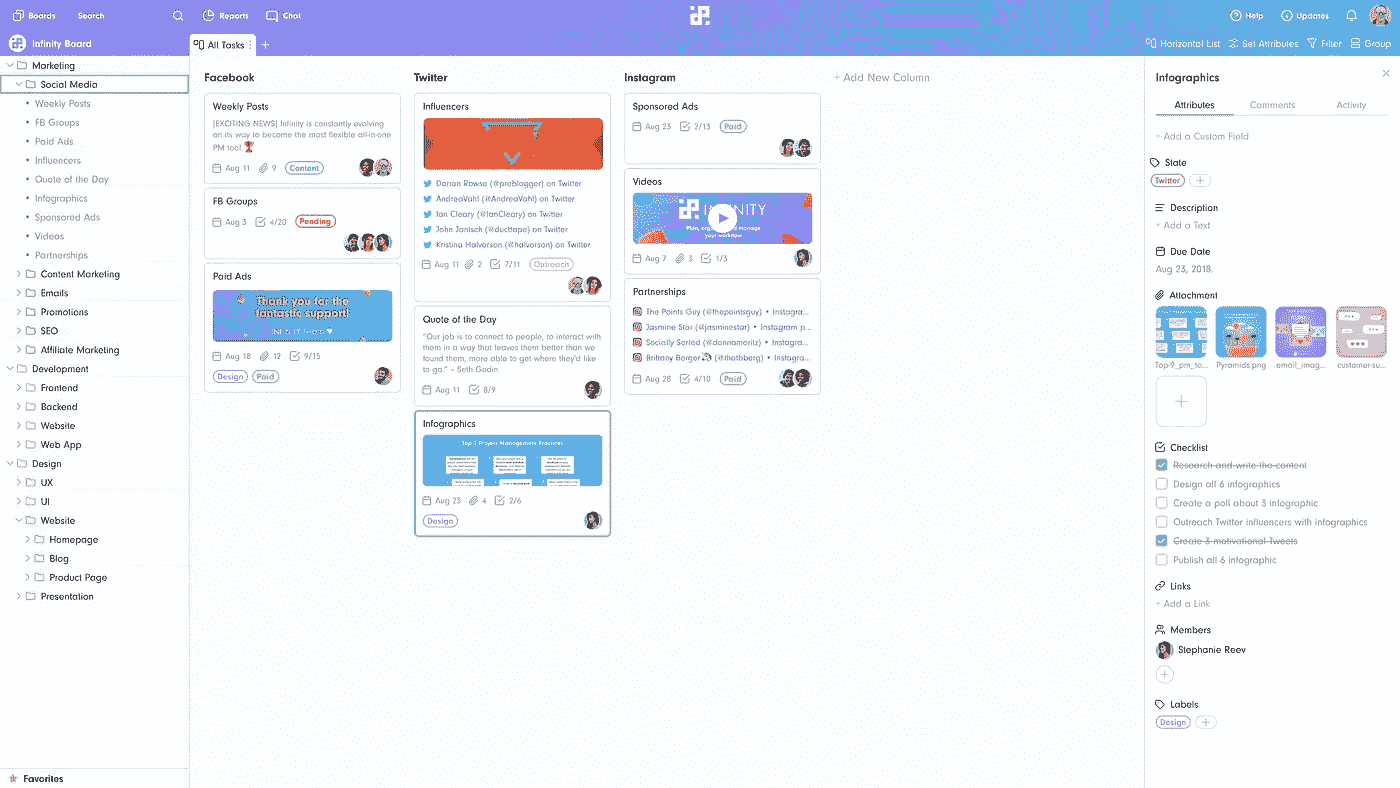 Boards Search Reports Chat Help Updates
Infinity Board All Tasks Horizontal List Set Attributes Filter Group
Marketing
Social Media
Weekly Posts
FB Groups
Paid Ads
Influencers
Quote of the Day
Infographics
Sponsored Ads
Videos
Partnerships
Content Marketing
Emails
Promotions
SEO
Affiliate Marketing
Development
Frontend
Backend
Website
Web App
Design
UX
UI
Website
Homepage
Blog
Product Page
Presentation
Favorites
Facebook
Weekly Posts
[EXCITING NEWS] Infinity is constantly evolving
on its way to become the most flexible all-in-one
PM tool.
Aug 11 9 Content
FB Groups
Aug 3 4/20 Pending
Paid Ads
Thank you for the
fantastic support!
Aug 18 12 9/15
Design Paid
Twitter
Influencers
Darren Rowse (@problogger) on Twitter
AndreaVahl (@AndreaVahl) on Twitter
Ian Cleary (@IanCleary) on Twitter
John Jantsch (@ducttape) on Twitter
Kristina Halvorson (@halvorson) on Twitter
Aug 11 2 7/11 Outreach
Quote of the Day
"Our job is to connect to people, to interact with
them in a way that leaves them better than we
found them, more able to get where they'd like
to go." – Seth Godin
Aug 11 8/9
Infographics
Top 9 Project Management Practices
Aug 23 4 2/6
Design
Instagram
Sponsored Ads
Aug 23 2/13 Paid
Videos
INFINITY
Plan, organize and manage
your workflow
Aug 7 3 1/3
Partnerships
The Points Guy (@thepointsguy) • Instagra...
Jasmine Star (@jasminestar) • Instagram p...
Socially Sorted (@donnamoritz) • Instagra...
Brittany Berger (@thatbberg) • Instagra...
Aug 28 4/10 Paid
+ Add New Column
Infographics
Attributes Comments Activity
+ Add a Custom Field
State
Twitter
Description
+ Add a Text
Due Date
Aug 23, 2018.
Attachment
Top-9_pm_to... Pyramids.png email_imag... customer-su...
Checklist
Research and write the content
Design all 6 infographics
Create a poll about 3 infographic
Outreach Twitter influencers with infographics
Create 3 motivational Tweets
Publish all 6 infographic
Links
+ Add a Link
Members
Stephanie Reev
Labels
Design